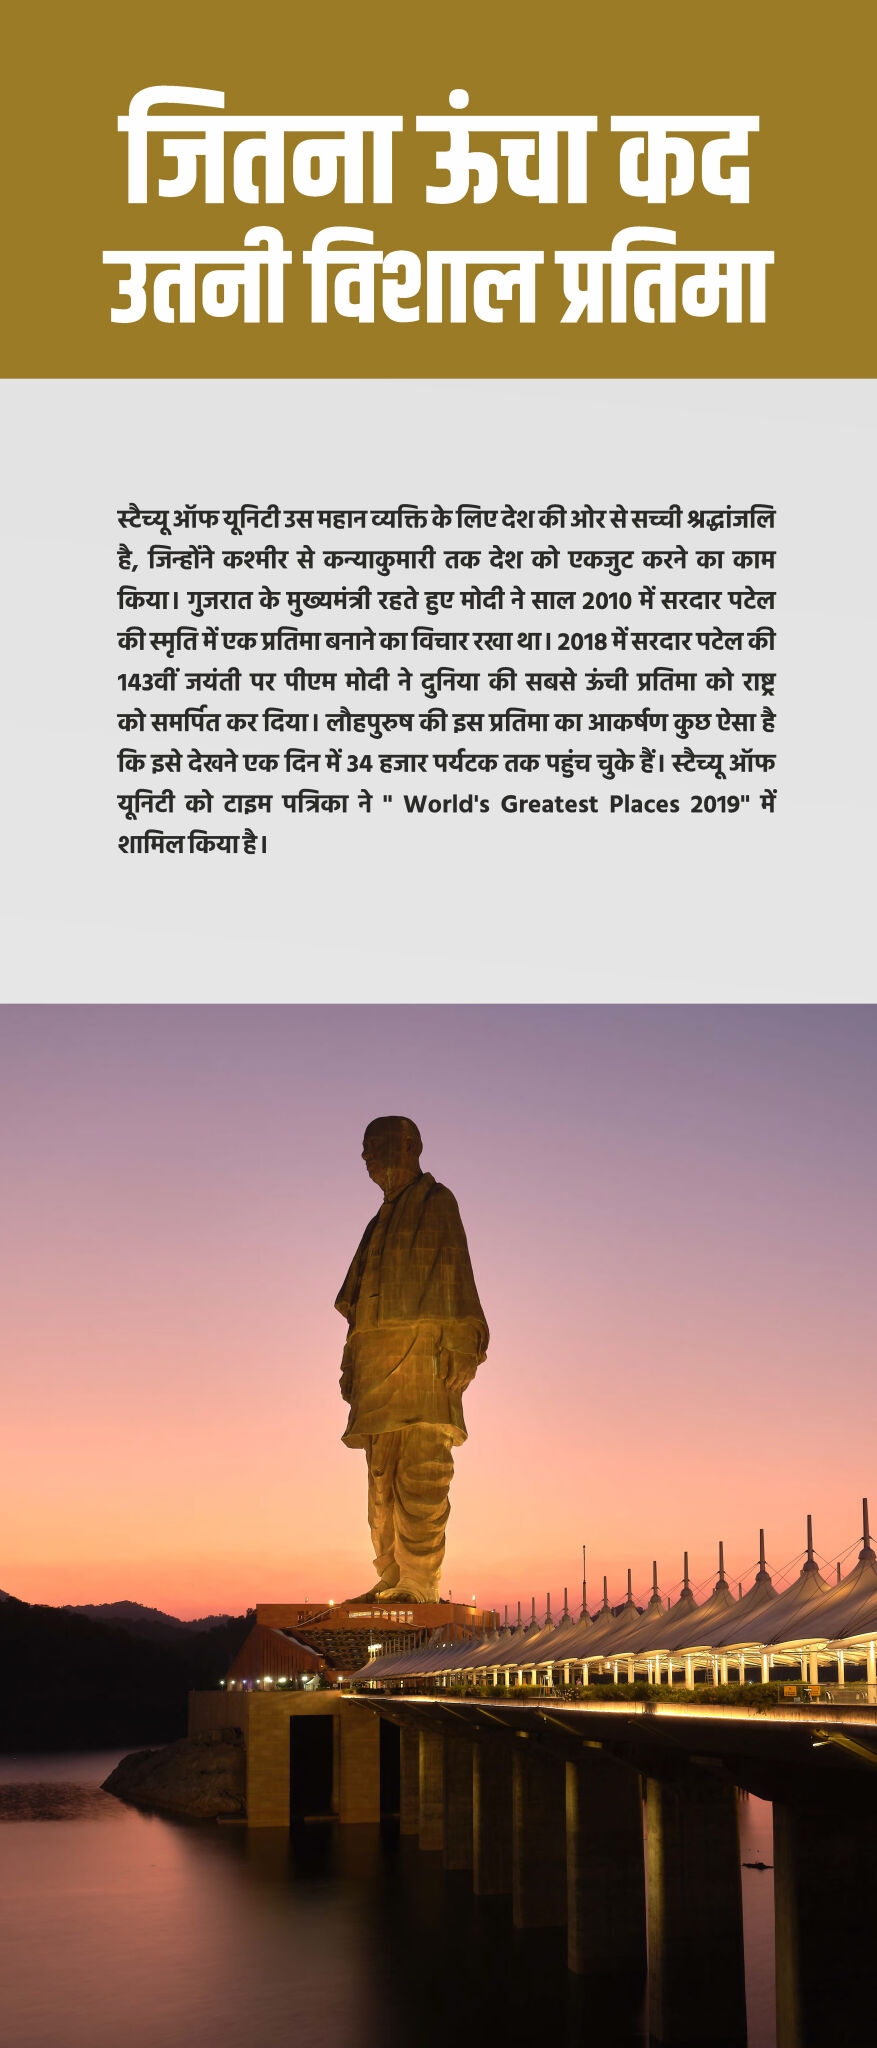 जितना ऊंचा कद
उतनी विशाल प्रतिमा
स्टैच्यू ऑफ यूनिटी उस महान व्यक्ति के लिए देश की ओर से सच्ची श्रद्धांजलि
है, जिन्होंने कश्मीर से कन्याकुमारी तक देश को एकजुट करने का काम
किया। गुजरात के मुख्यमंत्री रहते हुए मोदी ने साल 2010 में सरदार पटेल
की स्मृति में एक प्रतिमा बनाने का विचार रखा था। 2018 में सरदार पटेल की
143वीं जयंती पर पीएम मोदी ने दुनिया की सबसे ऊंची प्रतिमा को राष्ट्र
को समर्पित कर दिया। लौहपुरुष की इस प्रतिमा का आकर्षण कुछ ऐसा है
कि इसे देखने एक दिन में 34 हजार पर्यटक तक पहुंच चुके हैं। स्टैच्यू ऑफ
यूनिटी को टाइम पत्रिका ने " World's Greatest Places 2019" में
शामिल किया है।